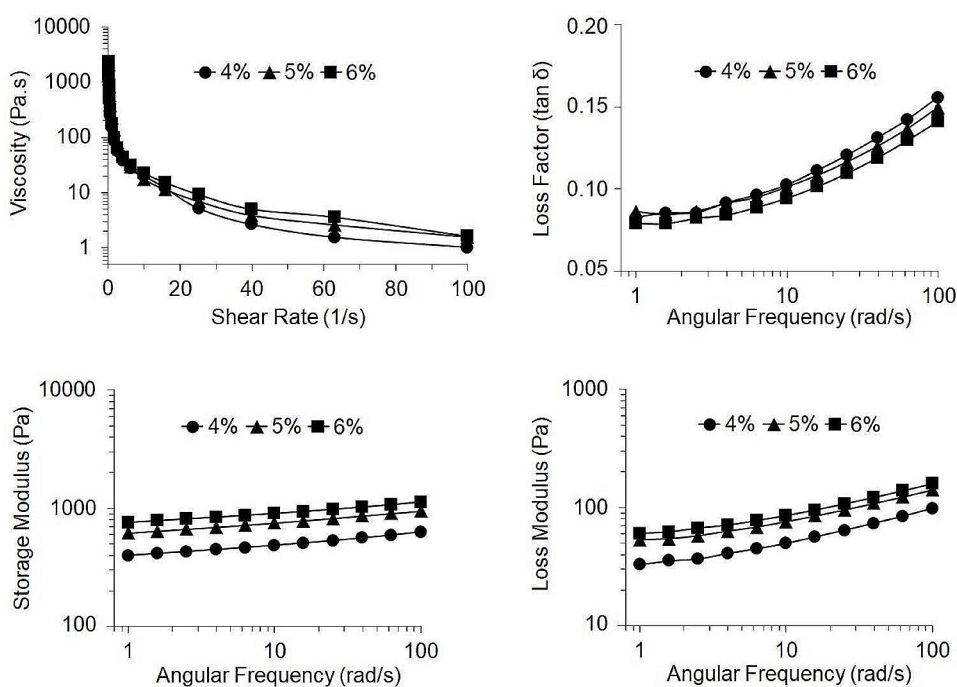 10000
1000
100
10
1
Viscosity (Pa.s)
4% 5% 6%
0 20 40 60 80 100
Shear Rate (1/s)
0.20
0.15
0.10
0.05
Loss Factor (tan δ)
4% 5% 6%
1 10 100
Angular Frequency (rad/s)
10000
1000
100
Storage Modulus (Pa)
4% 5% 6%
1 10 100
Angular Frequency (rad/s)
1000
100
10
Loss Modulus (Pa)
4% 5% 6%
1 10 100
Angular Frequency (rad/s)